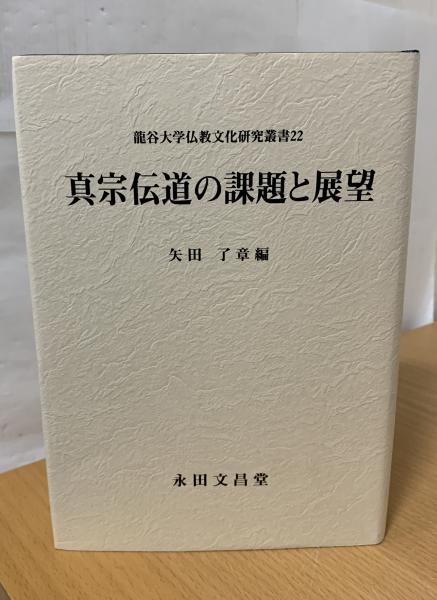 龍谷大学仏教文化研究叢書22
真宗伝道の課題と展望
矢田 了章編
永田文昌堂